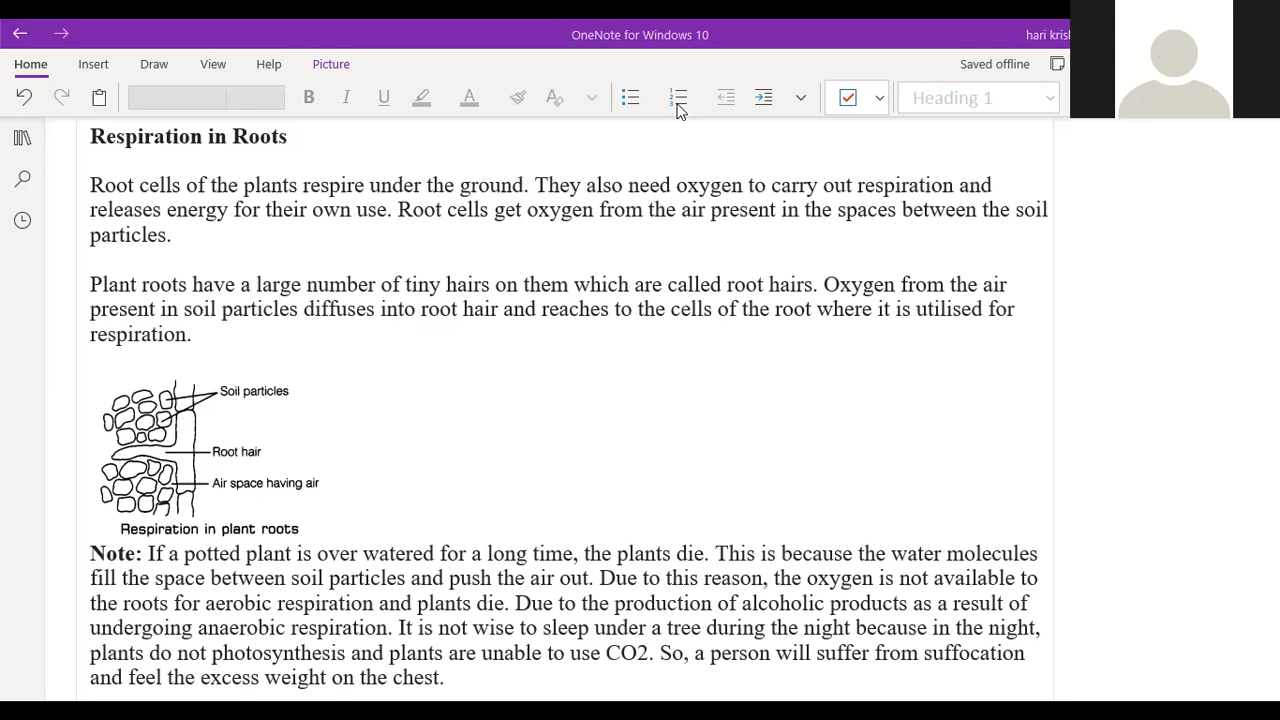 OneNote for Windows 10
hari krish
Home Insert Draw View Help Picture
Saved offline
B I U A
Heading 1
Respiration in Roots
Root cells of the plants respire under the ground. They also need oxygen to carry out respiration and
releases energy for their own use. Root cells get oxygen from the air present in the spaces between the soil
particles.
Plant roots have a large number of tiny hairs on them which are called root hairs. Oxygen from the air
present in soil particles diffuses into root hair and reaches to the cells of the root where it is utilised for
respiration.
Soil particles
Root hair
Air space having air
Respiration in plant roots
Note: If a potted plant is over watered for a long time, the plants die. This is because the water molecules
fill the space between soil particles and push the air out. Due to this reason, the oxygen is not available to
the roots for aerobic respiration and plants die. Due to the production of alcoholic products as a result of
undergoing anaerobic respiration. It is not wise to sleep under a tree during the night because in the night,
plants do not photosynthesis and plants are unable to use CO2. So, a person will suffer from suffocation
and feel the excess weight on the chest.